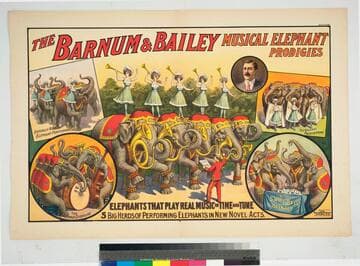 THE BARNUM & BAILEY MUSICAL ELEPHANT
PRODIGIES
ELEPHANTS THAT PLAY REAL MUSIC IN TIME AND TUNE
5 BIG HERDS OF PERFORMING ELEPHANTS IN NEW NOVEL ACTS.